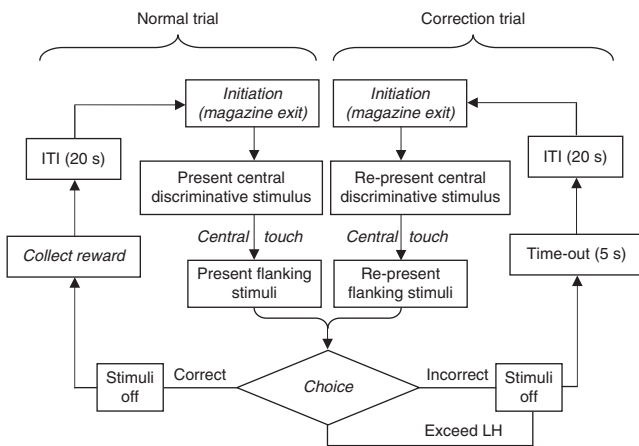 Normal trial
Correction trial
Initiation
(magazine exit)
Initiation
(magazine exit)
ITI (20 s)
ITI (20 s)
Present central
discriminative stimulus
Re-present central
discriminative stimulus
Central touch
Central touch
Collect reward
Time-out (5 s)
Present flanking
stimuli
Re-present
flanking stimuli
Stimuli
off
Correct
Choice
Incorrect
Stimuli
off
Exceed LH